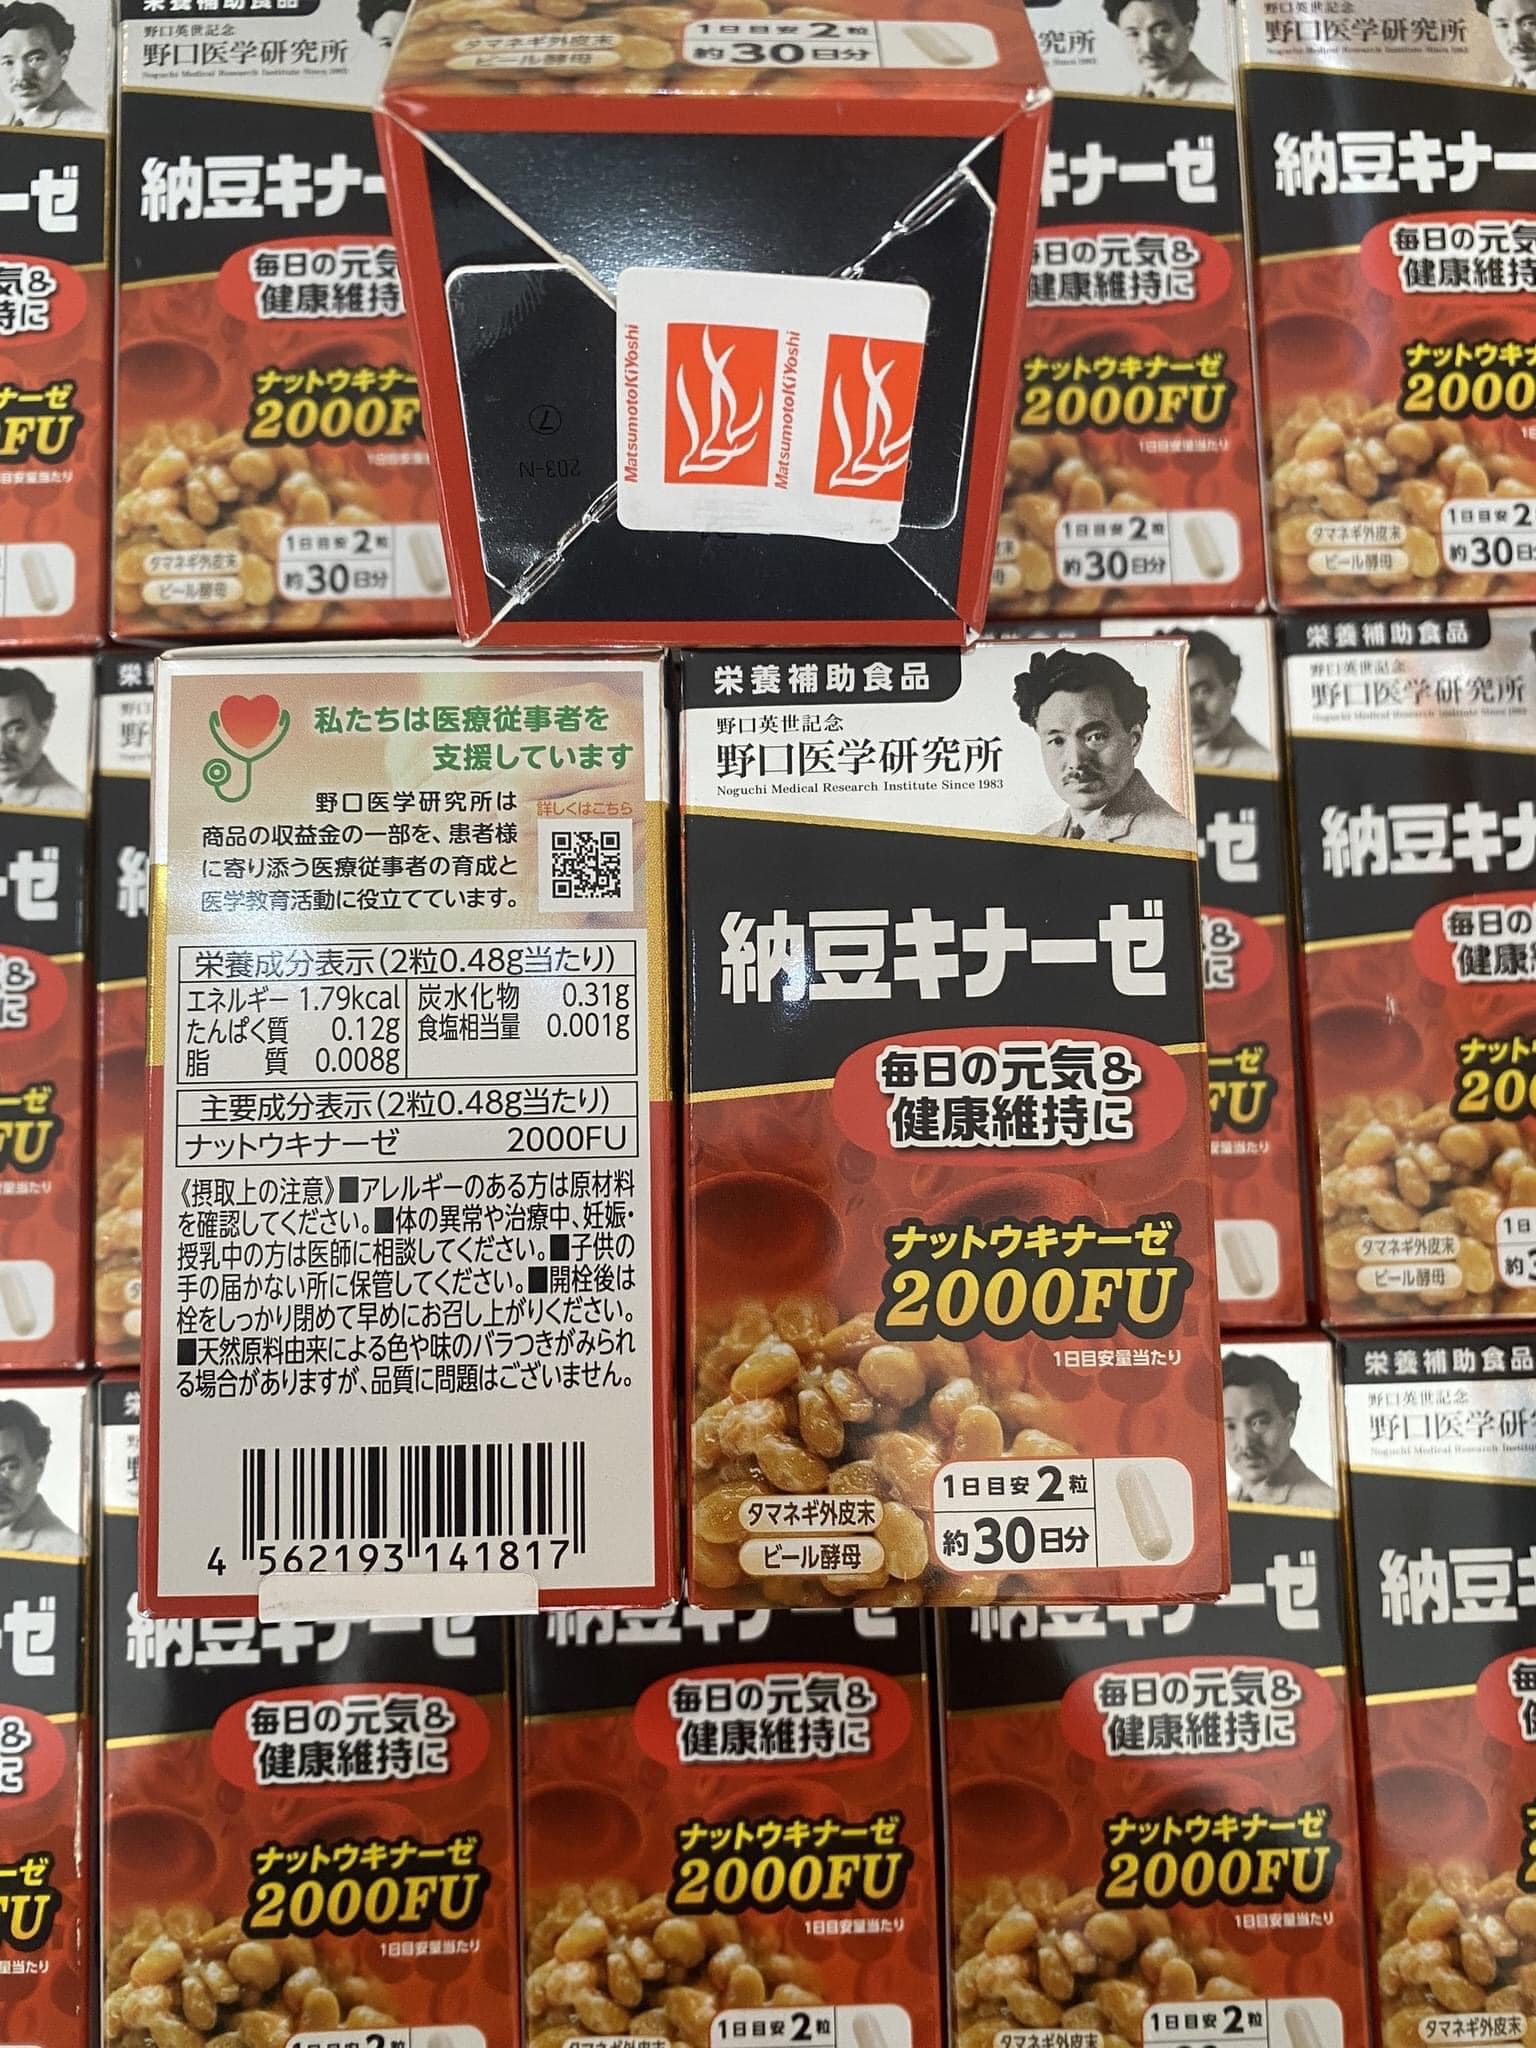 1日目安2粒
約30日分
タマネギ外皮末
ビール酵母
MatsumotoKiYoshi
MatsumotoKiYoshi
203-N
⑦
私たちは医療従事者を
支援しています
野口医学研究所は
商品の収益金の一部を、患者様
に寄り添う医療従事者の育成と
医学教育活動に役立てています。
詳しくはこちら
栄養成分表示(2粒0.48g当たり)
エネルギー 1.79kcal
たんぱく質 0.12g
脂質 0.008g
炭水化物 0.31g
食塩相当量 0.001g
主要成分表示(2粒0.48g当たり)
ナットウキナーゼ 2000FU
《摂取上の注意》■アレルギーのある方は原材料
を確認してください。■体の異常や治療中、妊娠・
授乳中の方は医師に相談してください。■子供の
手の届かない所に保管してください。■開栓後は
栓をしっかり閉めて早めにお召し上がりください。
■天然原料由来による色や味のバラつきがみられ
る場合がありますが、品質に問題はございません。
4 562193 141817
栄養補助食品
野口英世記念
野口医学研究所
Noguchi Medical Research Institute Since 1983
納豆キナーゼ
毎日の元気&
健康維持に
ナットウキナーゼ
2000FU
1日目安量当たり
タマネギ外皮末
ビール酵母
1日目安2粒
約30日分